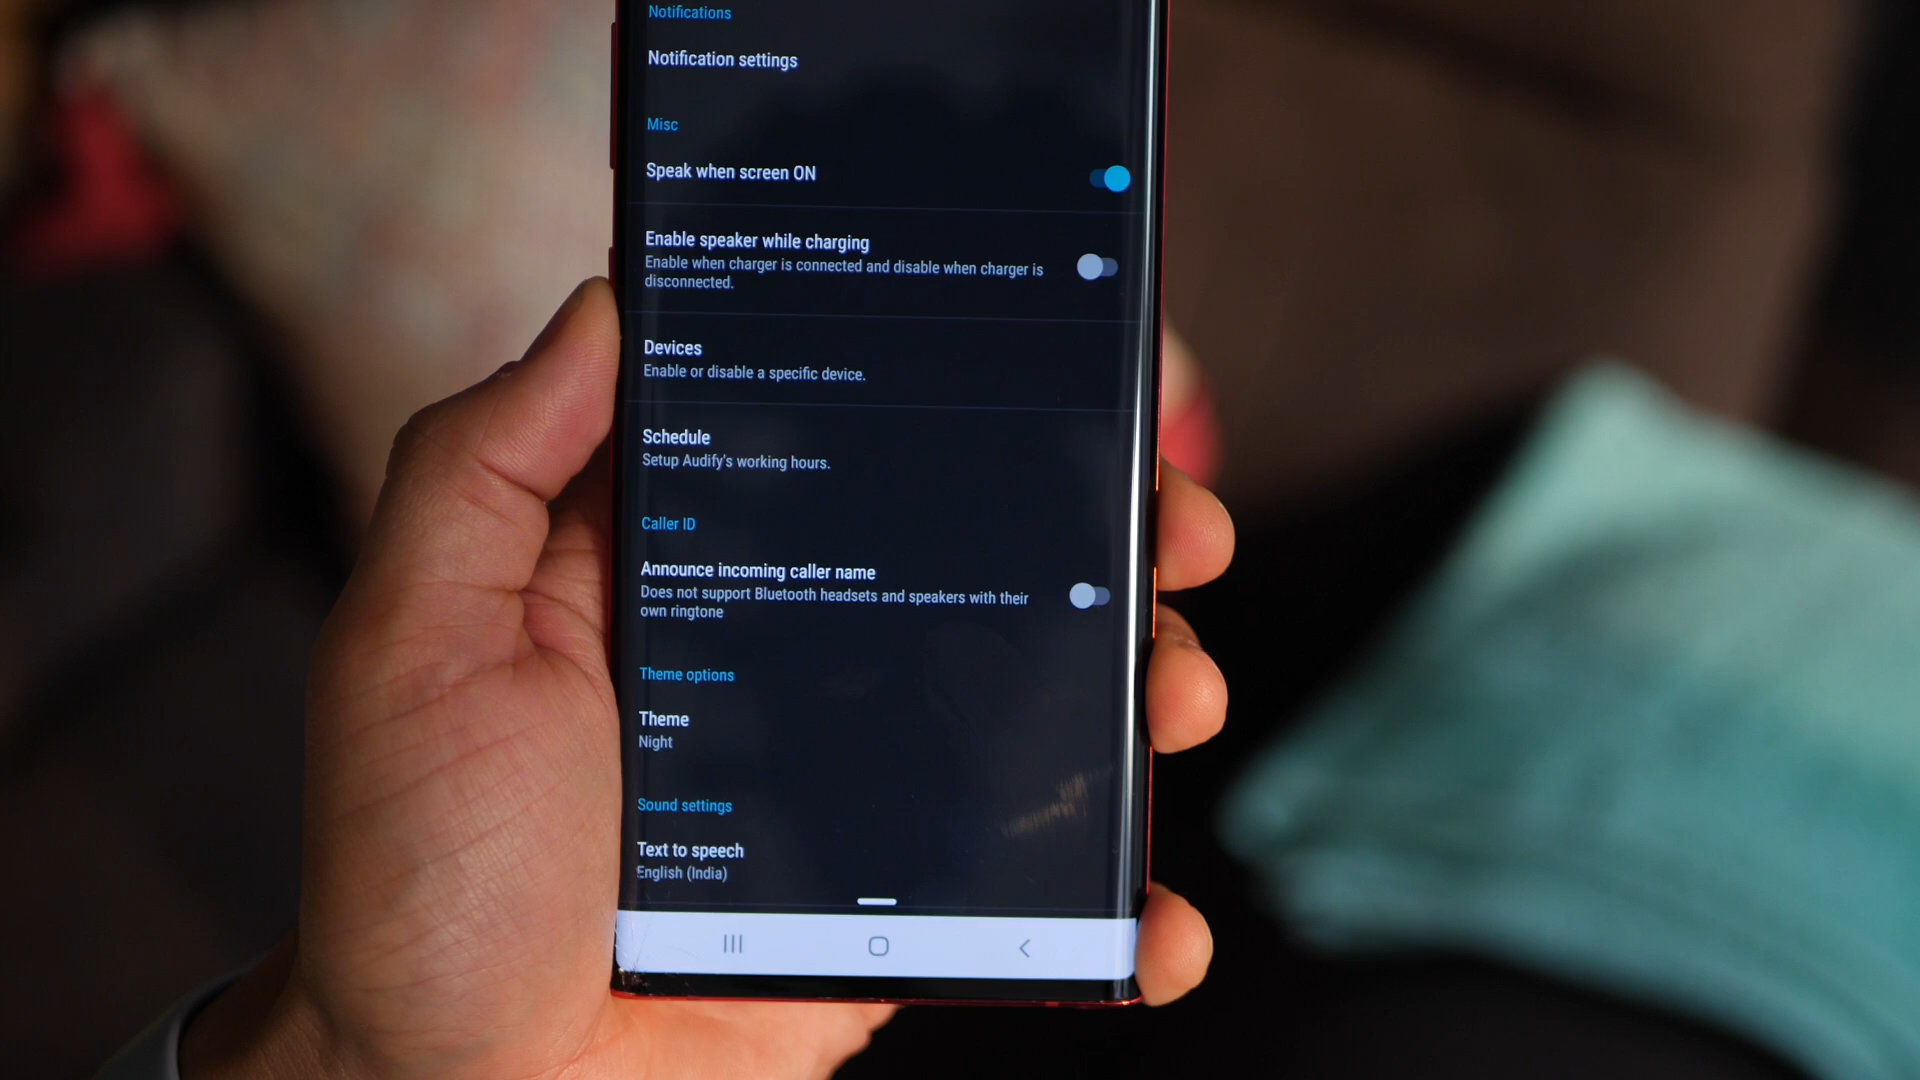 Notifications
Notification settings
Misc
Speak when screen ON
Enable speaker while charging
Enable when charger is connected and disable when charger is
disconnected.
Devices
Enable or disable a specific device.
Schedule
Setup Audify's working hours.
Caller ID
Announce incoming caller name
Does not support Bluetooth headsets and speakers with their
own ringtone
Theme options
Theme
Night
Sound settings
Text to speech
English (India)